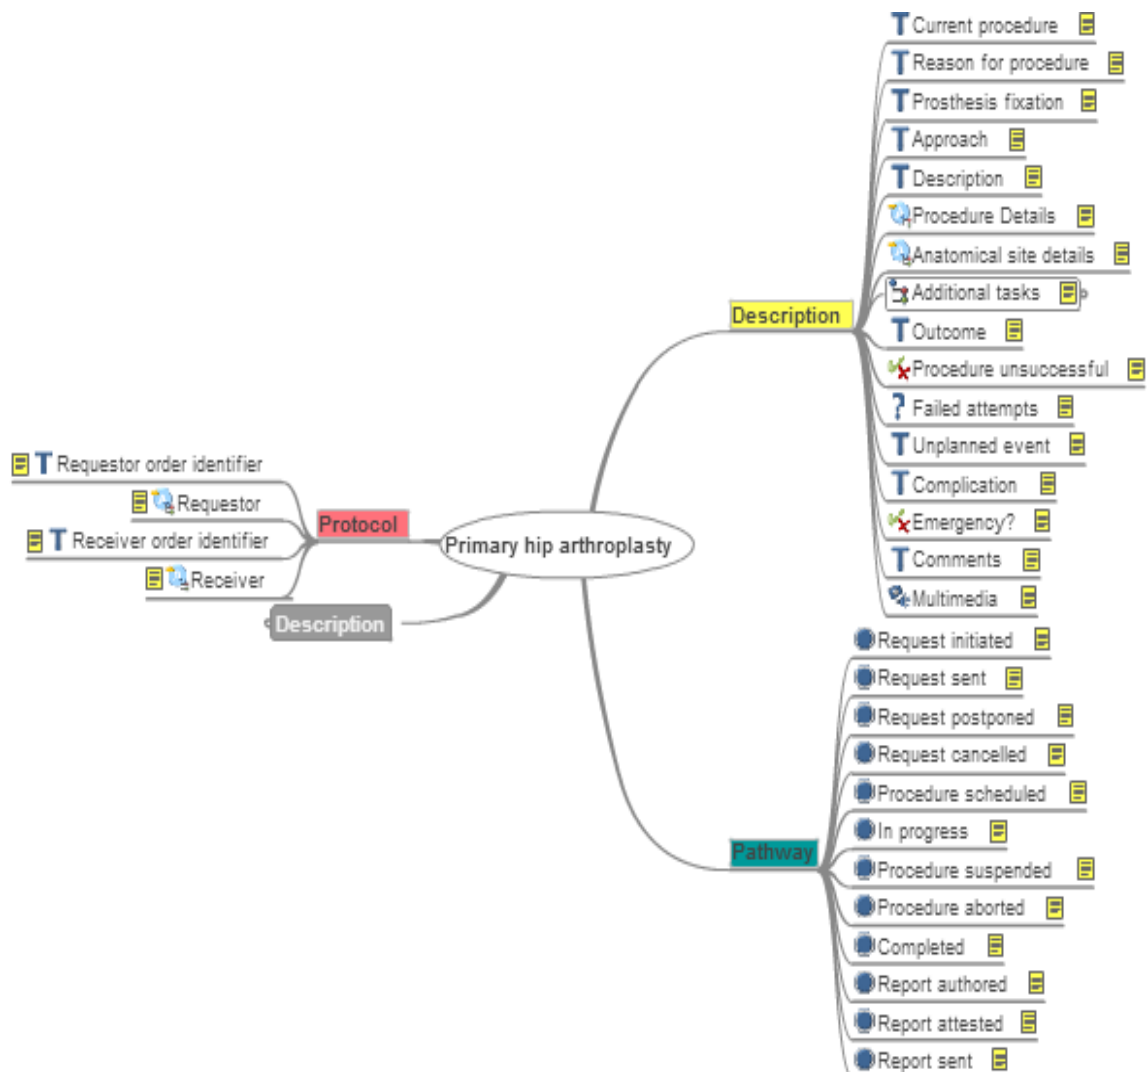 Current procedure
Reason for procedure
Prosthesis fixation
Approach
Description
Procedure Details
Anatomical site details
Additional tasks
Description
Outcome
Procedure unsuccessful
Failed attempts
Unplanned event
Complication
Emergency?
Comments
Multimedia
Requestor order identifier
Requestor
Receiver order identifier
Receiver
Protocol
Primary hip arthroplasty
Description
Request initiated
Request sent
Request postponed
Request cancelled
Procedure scheduled
In progress
Pathway
Procedure suspended
Procedure aborted
Completed
Report authored
Report attested
Report sent